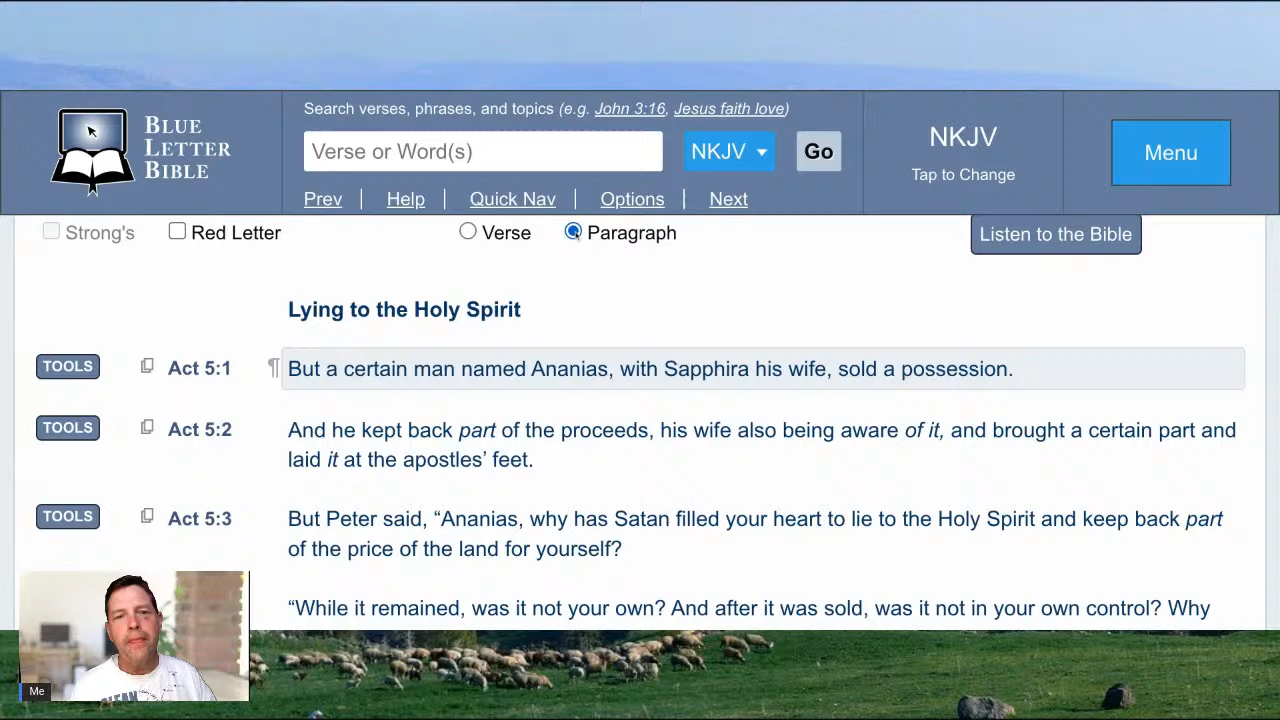 Search verses, phrases, and topics (e.g. John 3:16, Jesus faith love)
BLUE
LETTER
BIBLE
Verse or Word(s)
NKJV
Go
NKJV
Tap to Change
Menu
Prev
Help
Quick Nav
Options
Next
Strong's
Red Letter
Verse
Paragraph
Listen to the Bible
Lying to the Holy Spirit
TOOLS
Act 5:1
¶
But a certain man named Ananias, with Sapphira his wife, sold a possession.
TOOLS
Act 5:2
And he kept back part of the proceeds, his wife also being aware of it, and brought a certain part and
laid it at the apostles’ feet.
TOOLS
Act 5:3
But Peter said, “Ananias, why has Satan filled your heart to lie to the Holy Spirit and keep back part
of the price of the land for yourself?
“While it remained, was it not your own? And after it was sold, was it not in your own control? Why
Me